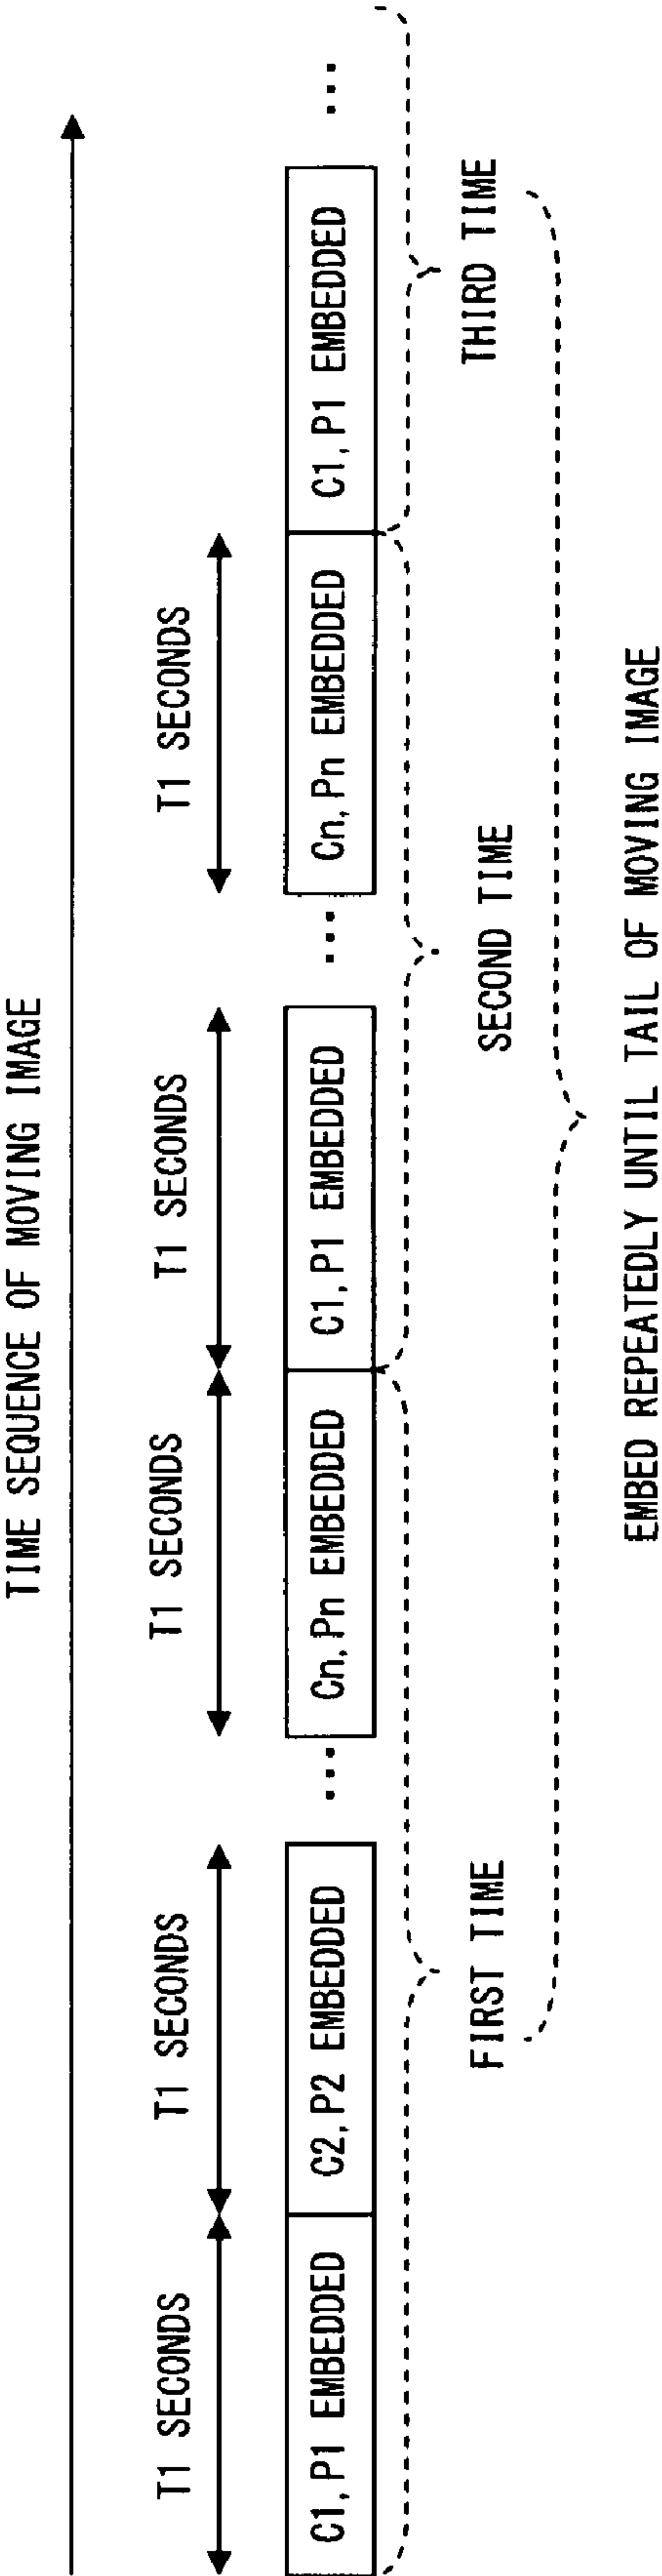 TIME SEQUENCE OF MOVING IMAGE
T1 SECONDS
T1 SECONDS
T1 SECONDS
T1 SECONDS
T1 SECONDS
C1, P1 EMBEDDED
C2, P2 EMBEDDED
...
Cn, Pn EMBEDDED
C1, P1 EMBEDDED
...
Cn, Pn EMBEDDED
C1, P1 EMBEDDED
...
FIRST TIME
SECOND TIME
THIRD TIME
EMBED REPEATEDLY UNTIL TAIL OF MOVING IMAGE